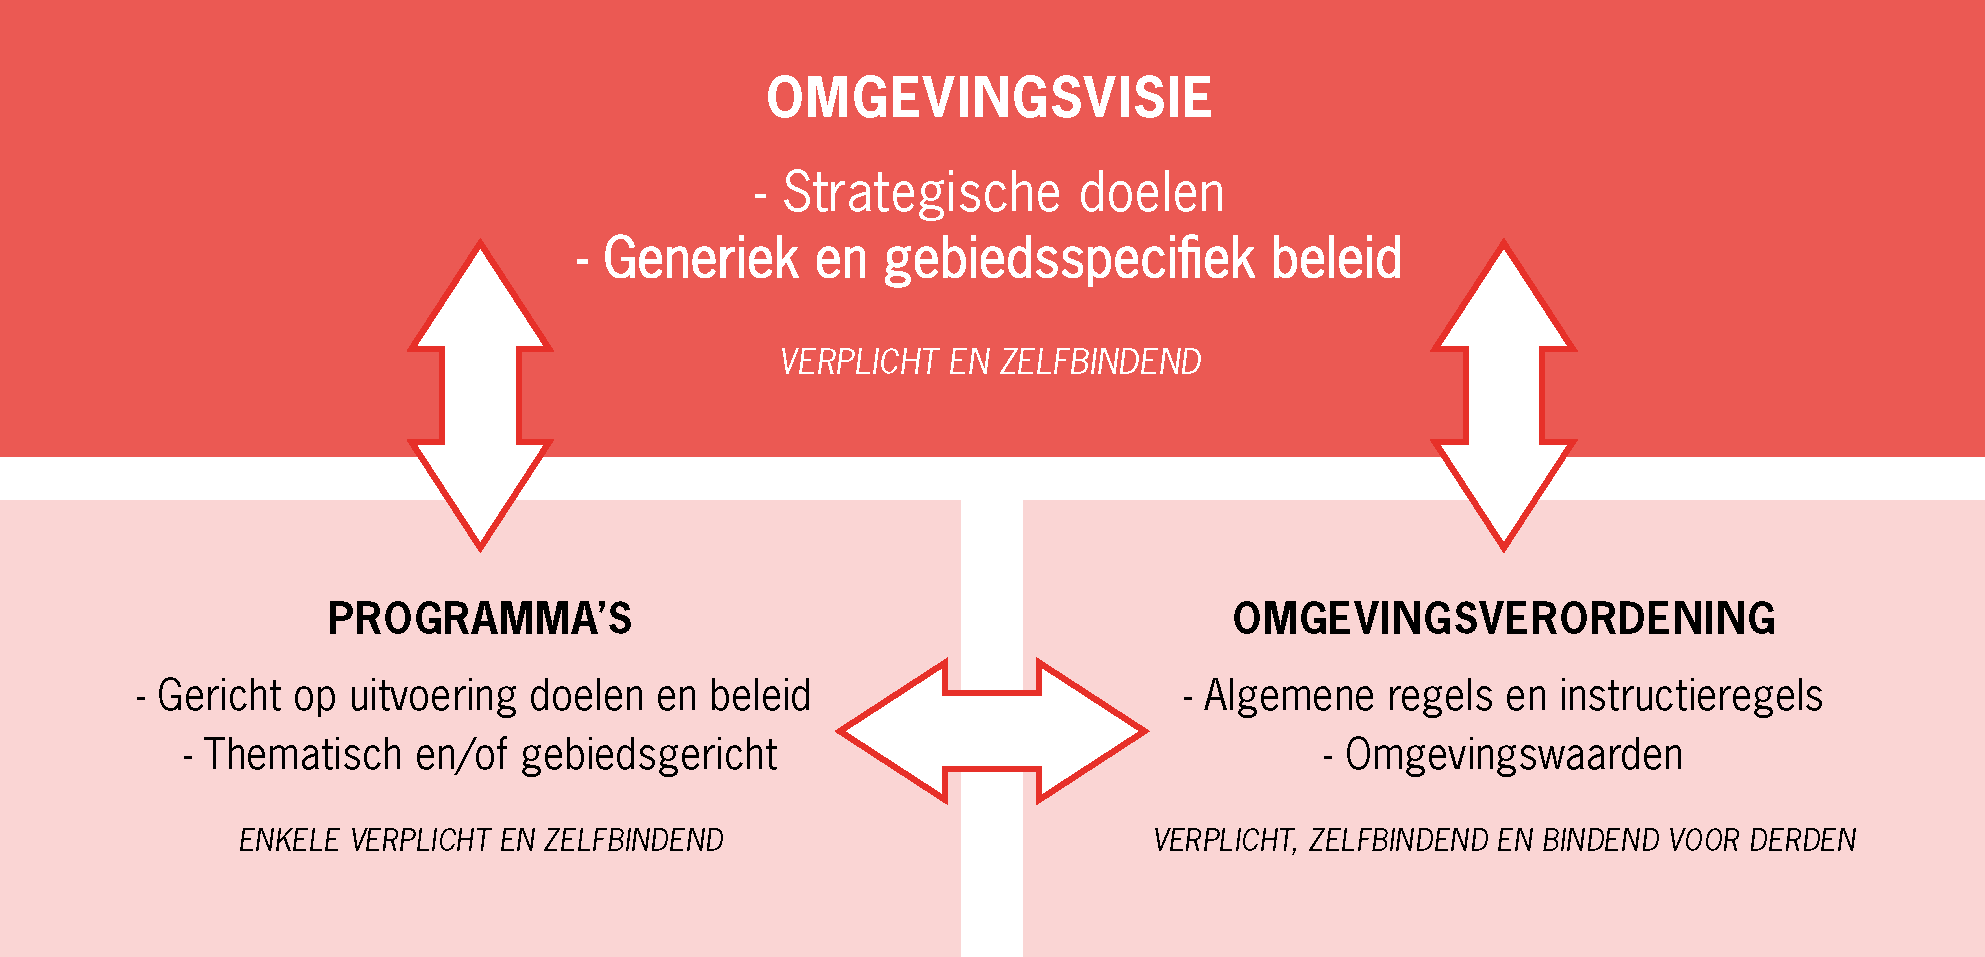 OMGEVINGSVISIE
- Strategische doelen
- Generiek en gebiedsspecifiek beleid
VERPLICHT EN ZELFBINDEND
PROGRAMMA’S
- Gericht op uitvoering doelen en beleid
- Thematisch en/of gebiedsgericht
ENKELE VERPLICHT EN ZELFBINDEND
OMGEVINGSVERORDENING
- Algemene regels en instructieregels
- Omgevingswaarden
VERPLICHT, ZELFBINDEND EN BINDEND VOOR DERDEN